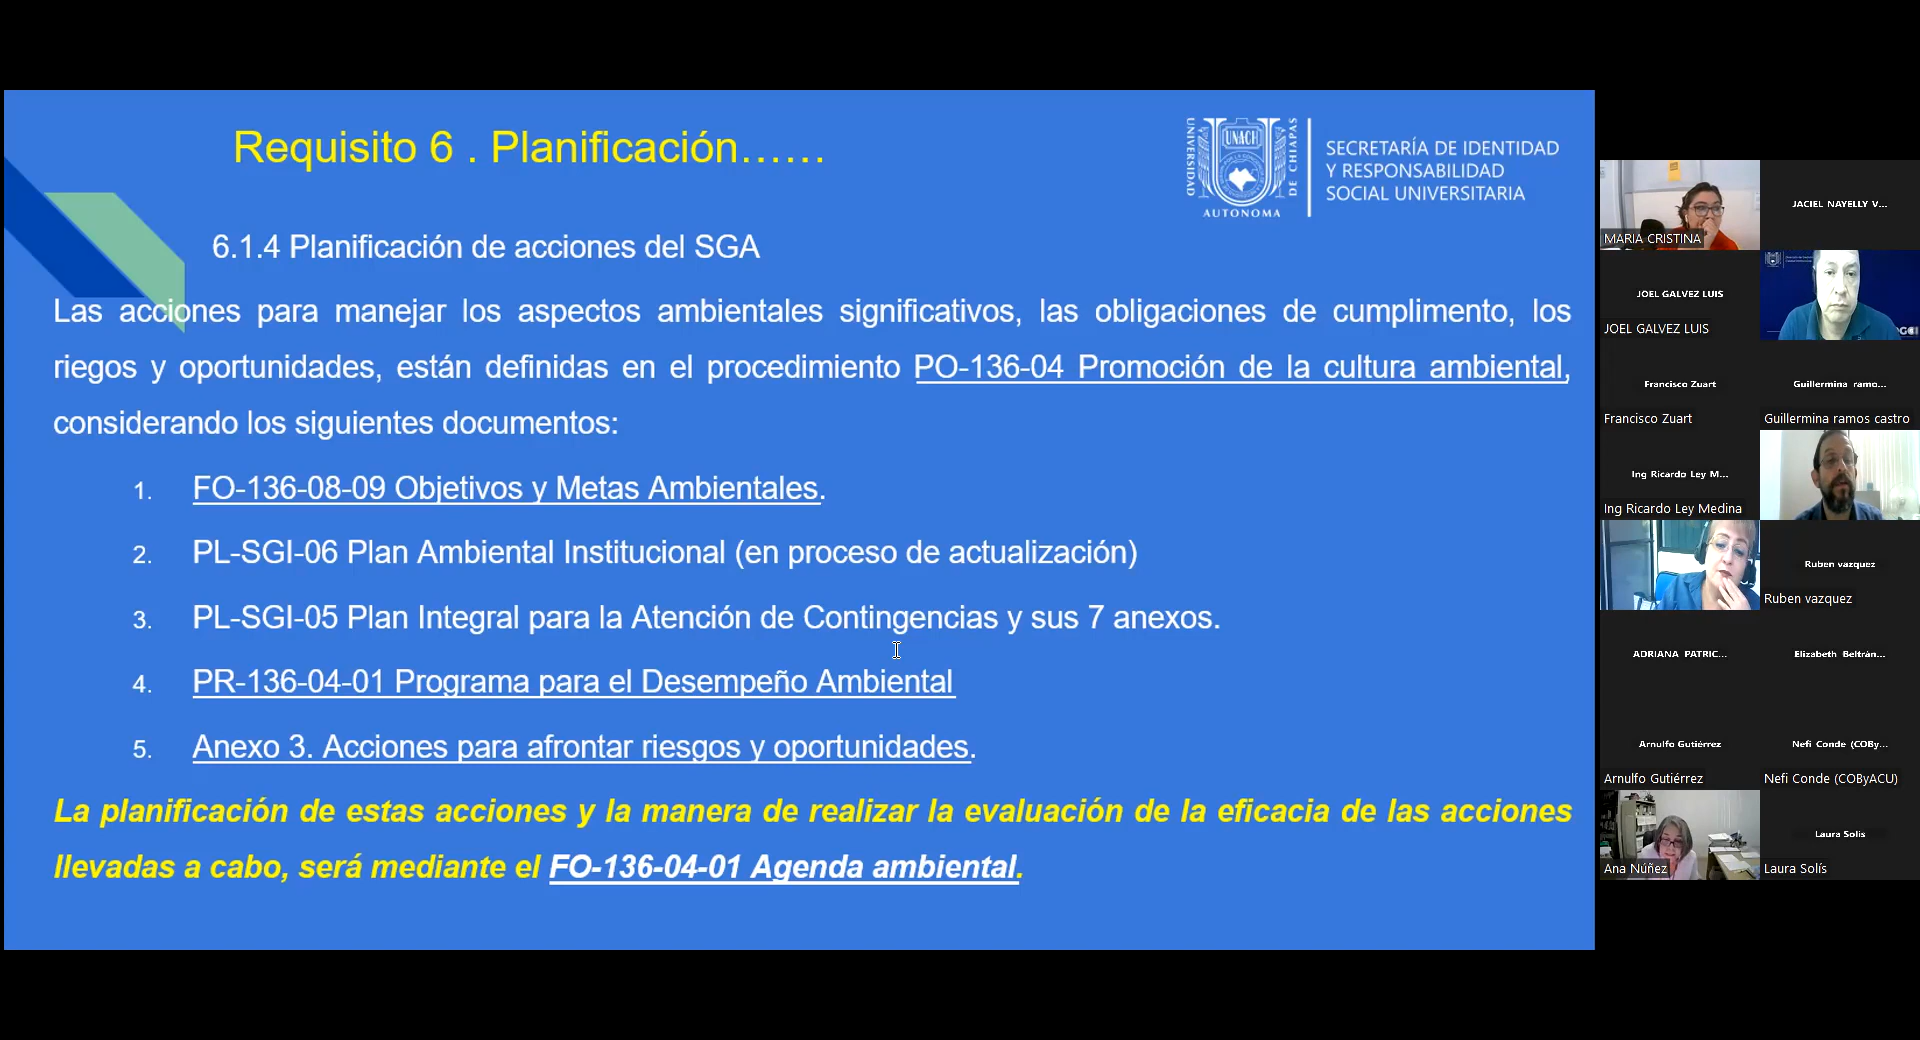 Requisito 6 . Planificación......
UNIVERSIDAD
UNACH
DE CHIAPAS
AUTONOMA
SECRETARÍA DE IDENTIDAD
Y RESPONSABILIDAD
SOCIAL UNIVERSITARIA
6.1.4 Planificación de acciones del SGA
Las acciones para manejar los aspectos ambientales significativos, las obligaciones de cumplimento, los
riegos y oportunidades, están definidas en el procedimiento PO-136-04 Promoción de la cultura ambiental,
considerando los siguientes documentos:
1. FO-136-08-09 Objetivos y Metas Ambientales.
2. PL-SGI-06 Plan Ambiental Institucional (en proceso de actualización)
3. PL-SGI-05 Plan Integral para la Atención de Contingencias y sus 7 anexos.
4. PR-136-04-01 Programa para el Desempeño Ambiental
5. Anexo 3. Acciones para afrontar riesgos y oportunidades.
La planificación de estas acciones y la manera de realizar la evaluación de la eficacia de las acciones
llevadas a cabo, será mediante el FO-136-04-01 Agenda ambiental.
MARIA CRISTINA
JACIEL NAYELLY V...
JOEL GALVEZ LUIS
JOEL GALVEZ LUIS
Francisco Zuart
Francisco Zuart
Guillermina ramo...
Guillermina ramos castro
Ing Ricardo Ley M...
Ing Ricardo Ley Medina
Ruben vazquez
Ruben vazquez
ADRIANA PATRIC...
Elizabeth Beltrán...
Arnulfo Gutiérrez
Arnulfo Gutiérrez
Nefi Conde (COBy...
Nefi Conde (COByACU)
Ana Núñez
Laura Solís
Laura Solís